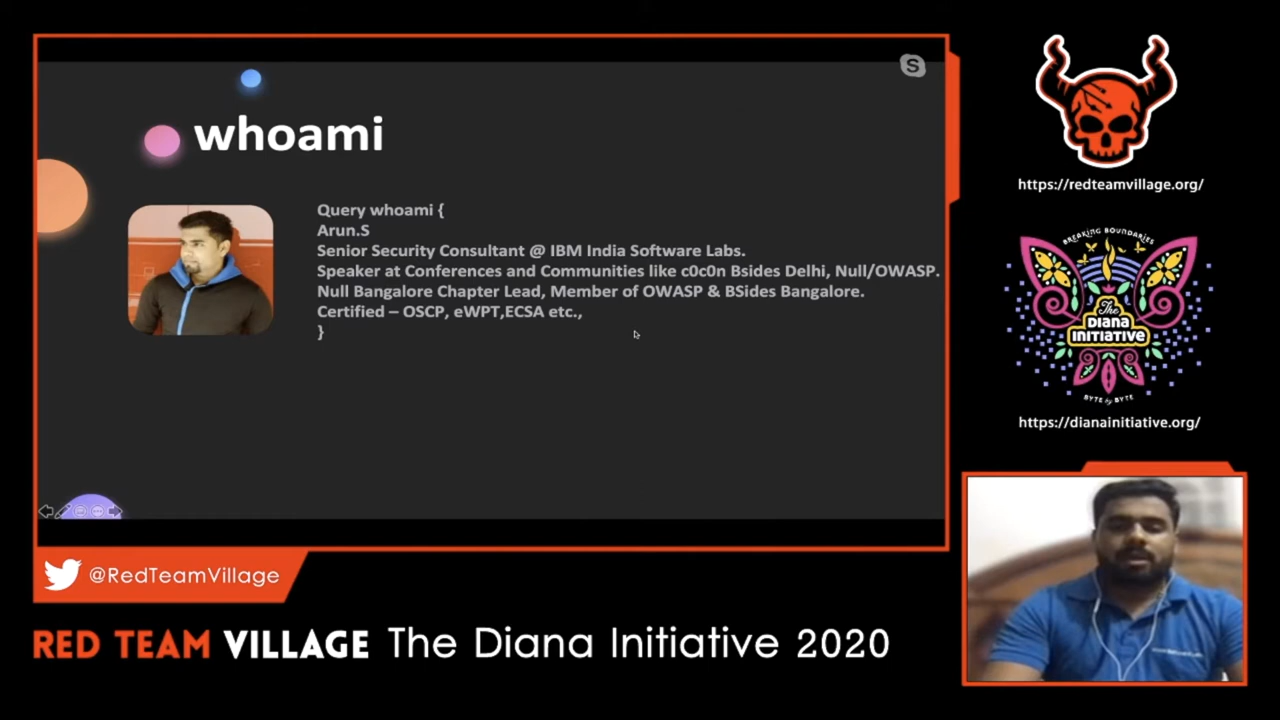 S
whoami
Query whoami {
Arun.S
Senior Security Consultant @ IBM India Software Labs.
Speaker at Conferences and Communities like c0c0n Bsides Delhi, Null/OWASP.
Null Bangalore Chapter Lead, Member of OWASP & BSides Bangalore.
Certified – OSCP, eWPT,ECSA etc.,
}
@RedTeamVillage
RED TEAM VILLAGE The Diana Initiative 2020
https://redteamvillage.org/
BREAKING BOUNDARIES
The
DIANA
INITIATIVE
BYTE by BYTE
https://dianainitiative.org/